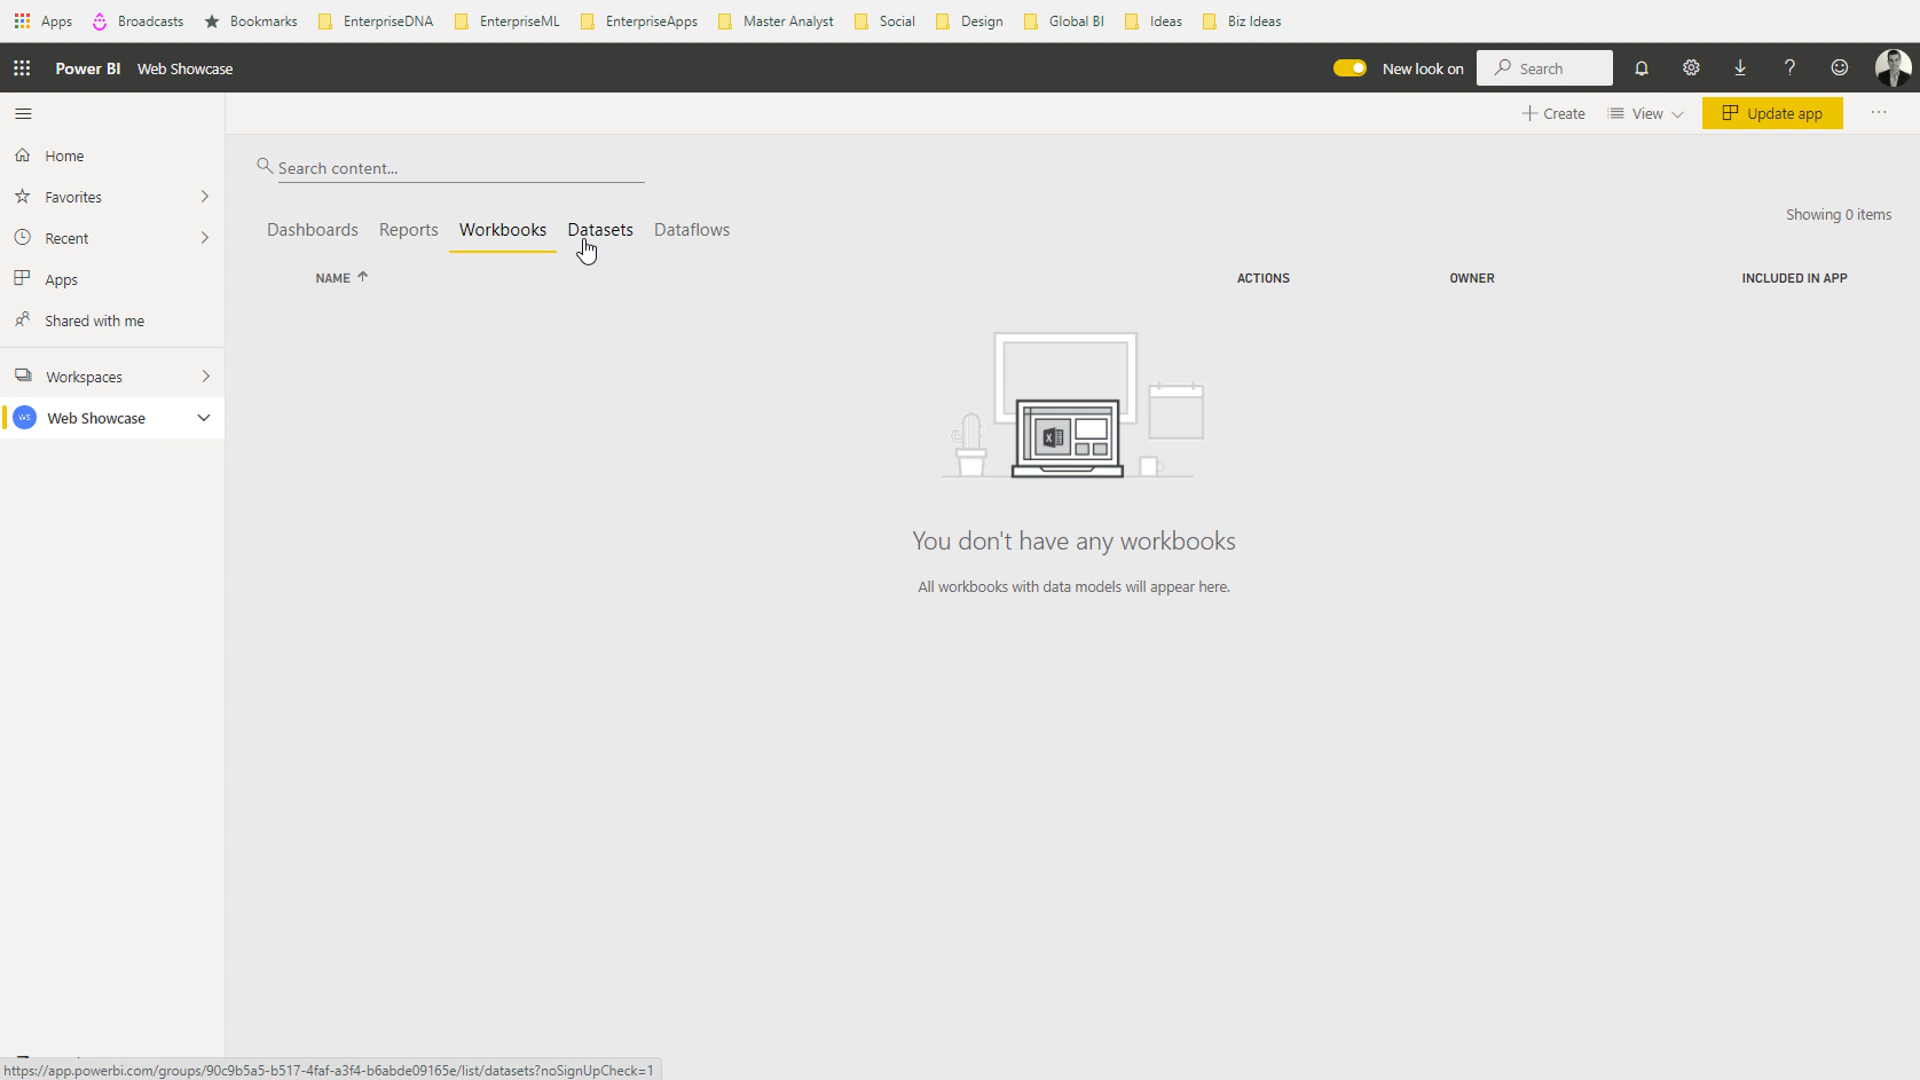 Apps Broadcasts Bookmarks EnterpriseDNA EnterpriseML EnterpriseApps Master Analyst Social Design Global BI Ideas Biz Ideas
Power BI Web Showcase New look on Search
Create View Update app
Home
Search content...
Favorites
Showing 0 items
Dashboards Reports Workbooks Datasets Dataflows
Recent
NAME ACTIONS OWNER INCLUDED IN APP
Apps
Shared with me
Workspaces
WS Web Showcase
You don't have any workbooks
All workbooks with data models will appear here.
https://app.powerbi.com/groups/90c9b5a5-b517-4faf-a3f4-b6abde09165e/list/datasets?noSignUpCheck=1